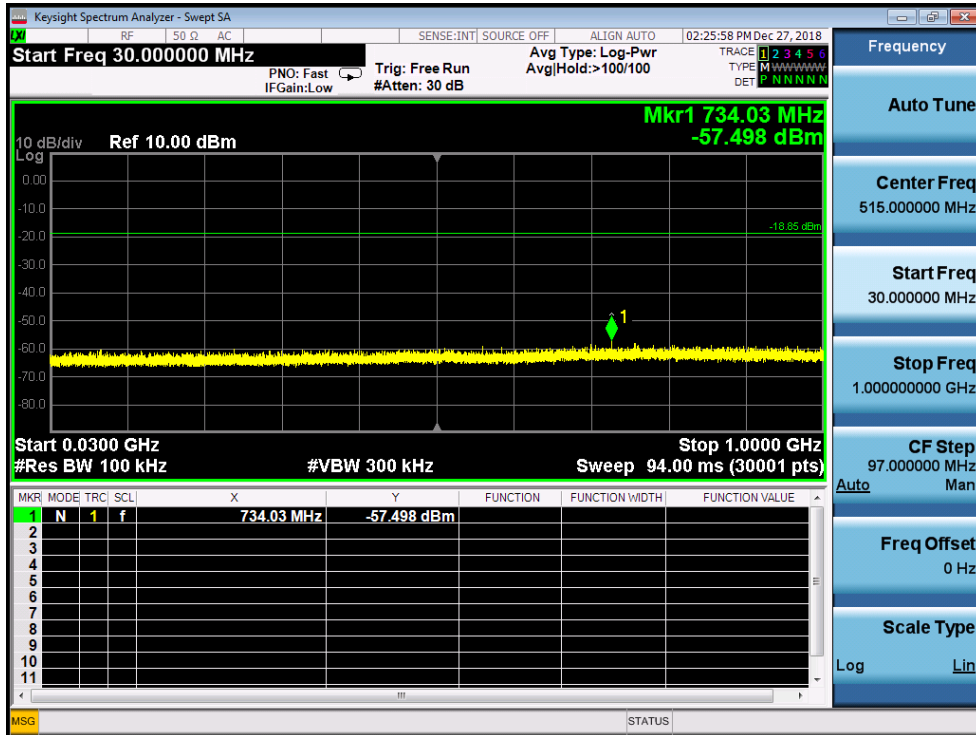 Keysight Spectrum Analyzer - Swept SA
LXI RF 50 Ω AC SENSE:INT SOURCE OFF ALIGN AUTO 02:25:58 PM Dec 27, 2018
Start Freq 30.000000 MHz
PNO: Fast
IFGain:Low
Trig: Free Run
#Atten: 30 dB
Avg Type: Log-Pwr
Avg|Hold:>100/100
TRACE 1 2 3 4 5 6
TYPE M WWWWW
DET P N N N N N
Mkr1 734.03 MHz
-57.498 dBm
10 dB/div Ref 10.00 dBm
Log
0.00
-10.0
-20.0
-30.0
-40.0
-50.0
-60.0
-70.0
-80.0
-18.85 dBm
1
Start 0.0300 GHz Stop 1.0000 GHz
#Res BW 100 kHz #VBW 300 kHz Sweep 94.00 ms (30001 pts)
MKR MODE TRC SCL X Y FUNCTION FUNCTION WIDTH FUNCTION VALUE
1 N 1 f 734.03 MHz -57.498 dBm
2
3
4
5
6
7
8
9
10
11
MSG STATUS
Frequency
Auto Tune
Center Freq
515.000000 MHz
Start Freq
30.000000 MHz
Stop Freq
1.000000000 GHz
CF Step
97.000000 MHz
Auto Man
Freq Offset
0 Hz
Scale Type
Log Lin